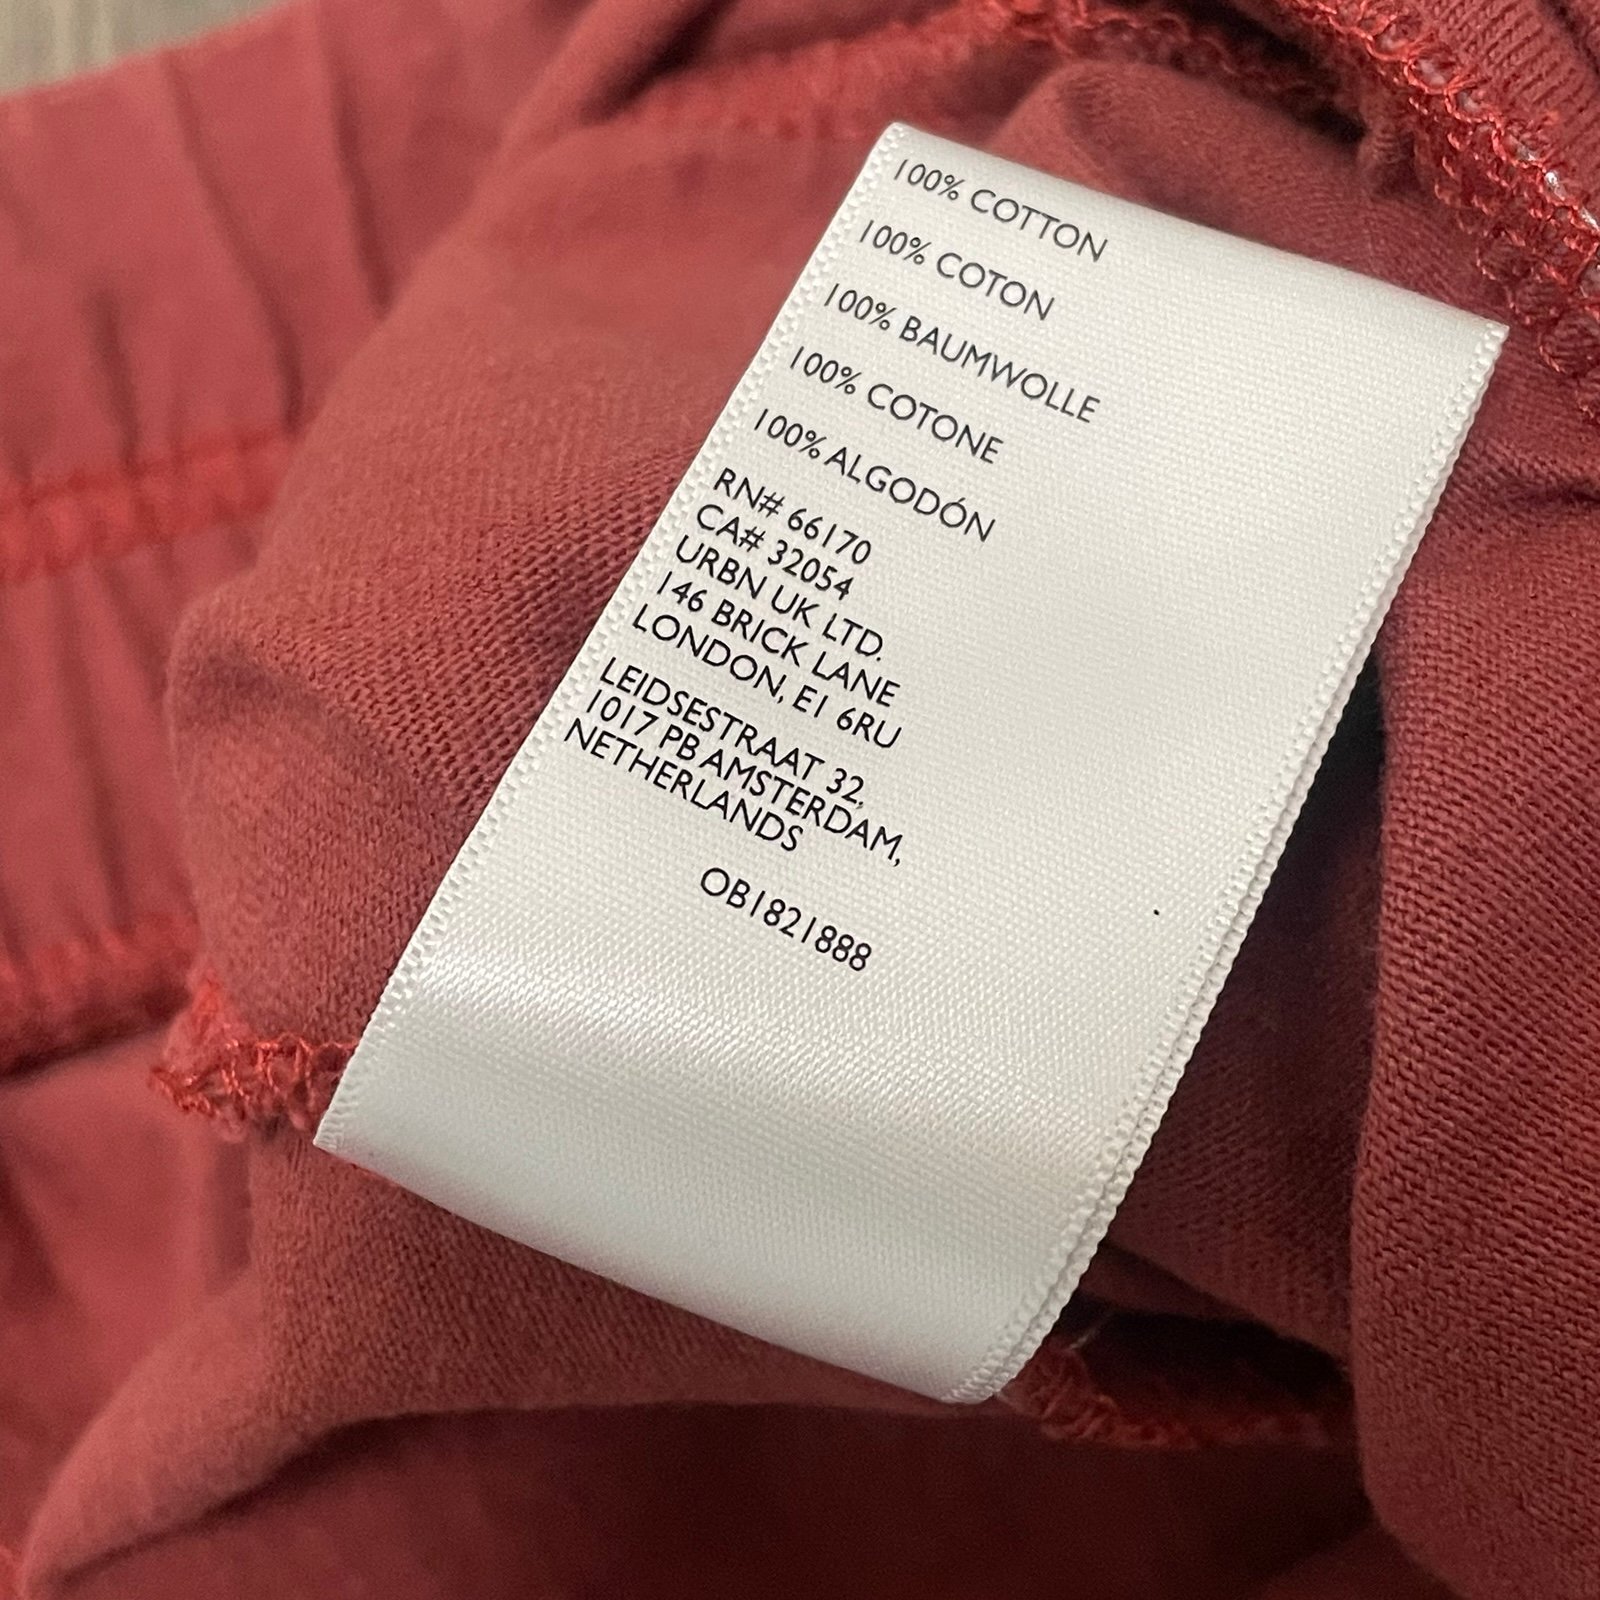 100% COTTON
100% COTON
100% BAUMWOLLE
100% COTONE
100% ALGODÓN
RN# 66170
CA# 32054
URBN UK LTD.
146 BRICK LANE
LONDON, E1 6RU
LEIDSESTRAAT 32,
1017 PB AMSTERDAM,
NETHERLANDS
OB1821888